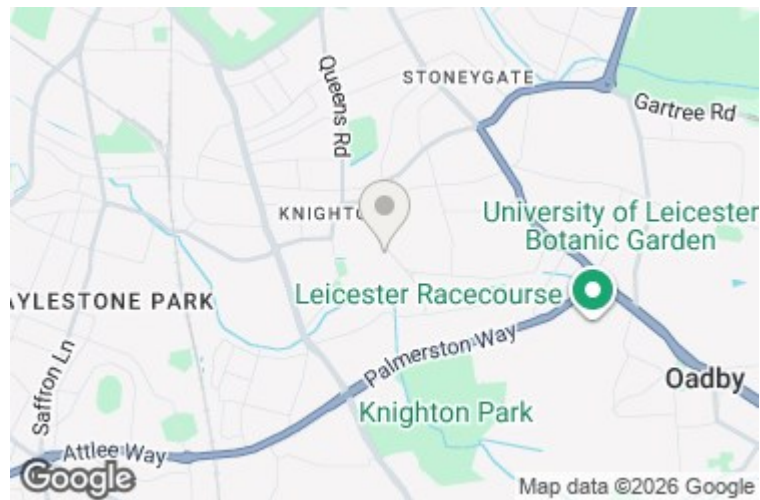 STONEYGATE
Queens Rd
Gartree Rd
KNIGHTO
University of Leicester
Botanic Garden
Leicester Racecourse
AYLESTONE PARK
Saffron Ln
Palmerston Way
Oadby
Knighton Park
Attlee Way
Google
Map data ©2026 Google